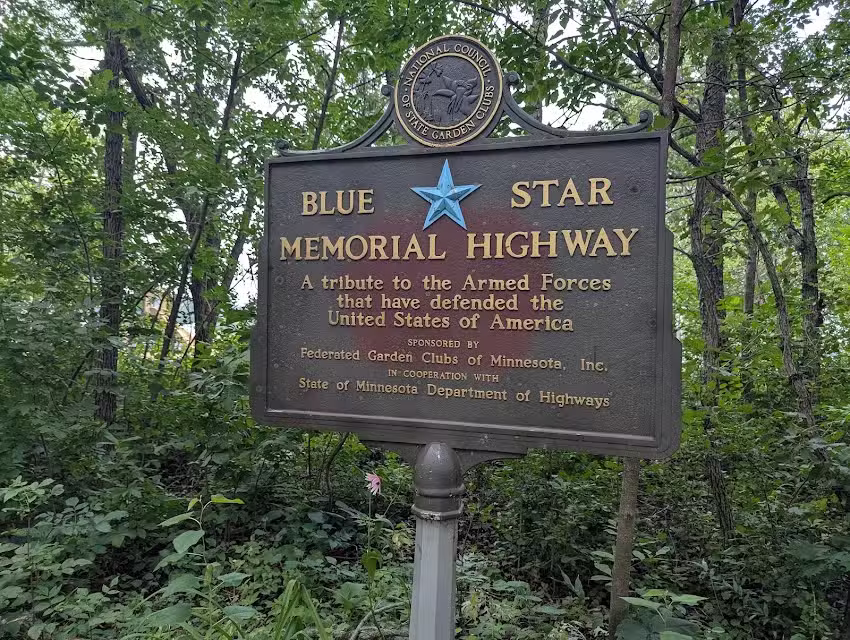 NATIONAL COUNCIL
OF STATE GARDEN CLUBS
BLUE STAR
MEMORIAL HIGHWAY
A tribute to the Armed Forces
that have defended the
United States of America
SPONSORED BY
Federated Garden Clubs of Minnesota, Inc.
IN COOPERATION WITH
State of Minnesota Department of Highways